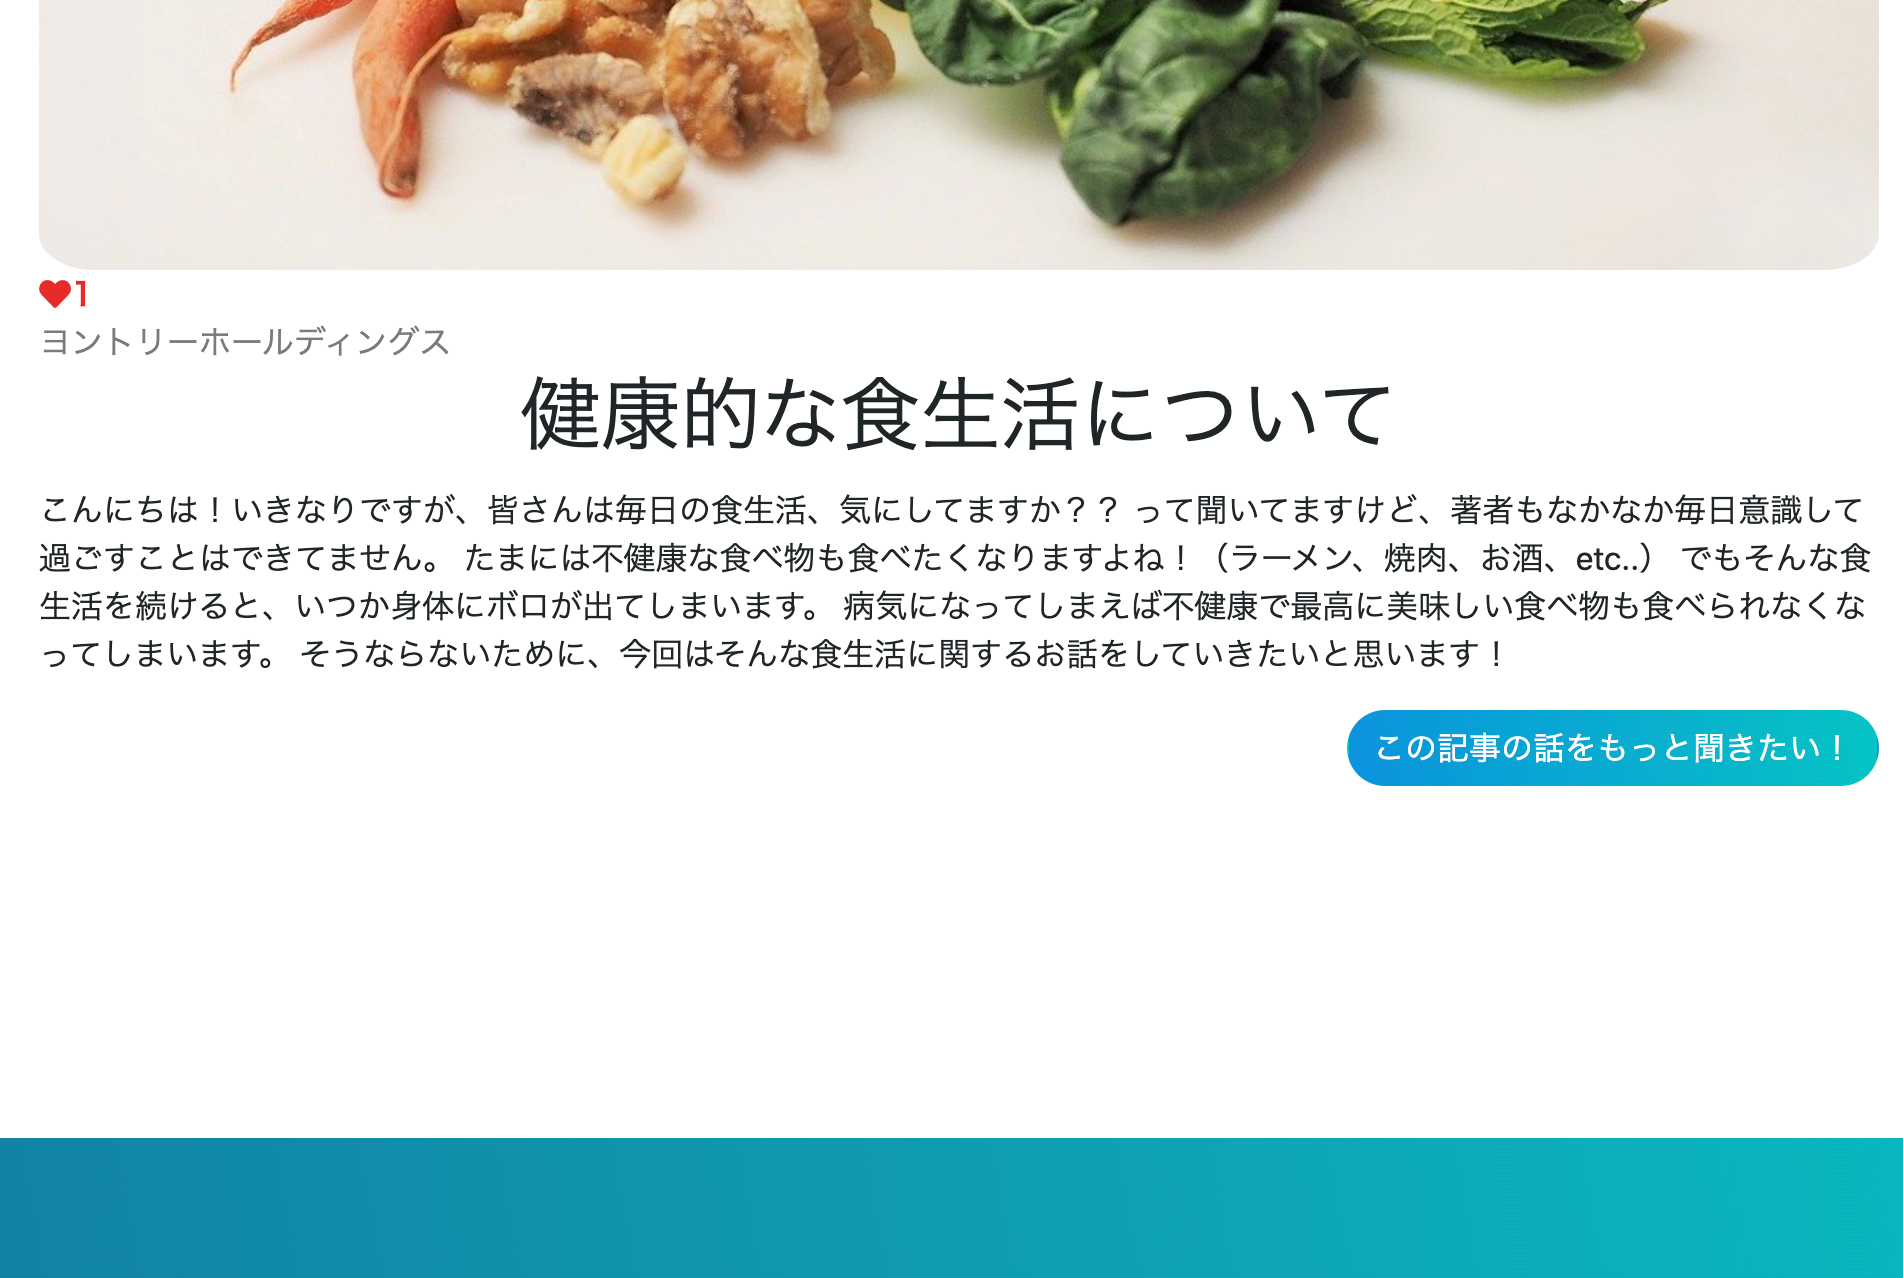 1
ヨントリーホールディングス
健康的な食生活について
こんにちは！いきなりですが、皆さんは毎日の食生活、気にしてますか？？ って聞いてますけど、著者もなかなか毎日意識して
過ごすことはできてません。 たまには不健康な食べ物も食べたくなりますよね！（ラーメン、焼肉、お酒、etc..） でもそんな食
生活を続けると、いつか身体にボロが出てしまいます。 病気になってしまえば不健康で最高に美味しい食べ物も食べられなくな
ってしまいます。 そうならないために、今回はそんな食生活に関するお話をしていきたいと思います！
この記事の話をもっと聞きたい！